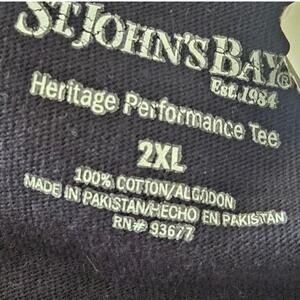 ST JOHN'S BAY®
Est. 1984
Heritage Performance Tee
2XL
100% COTTON/ALGODON
MADE IN PAKISTAN/HECHO EN PAKISTAN
RN# 93677